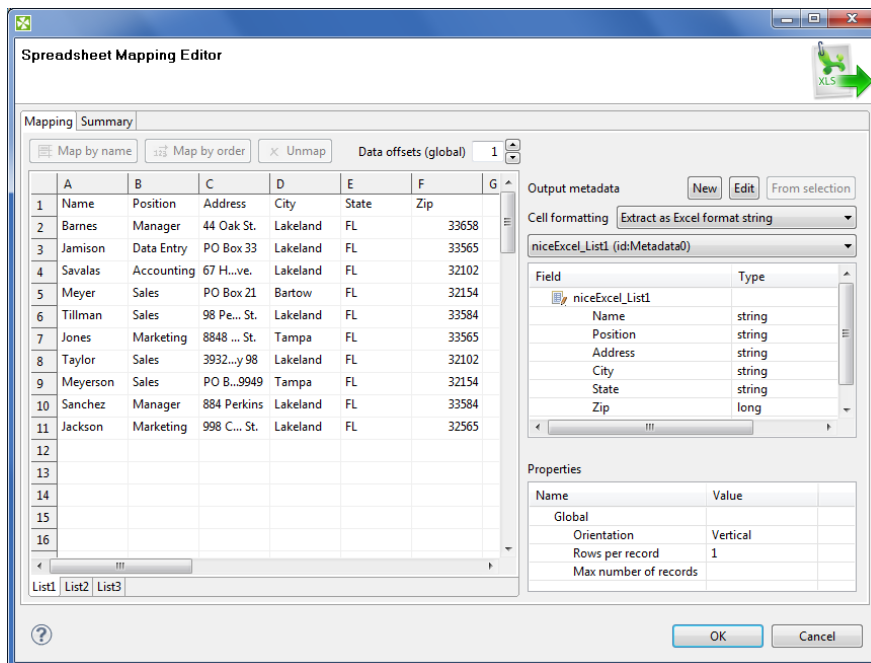 Spreadsheet Mapping Editor
XLS
Mapping Summary
Map by name Map by order Unmap Data offsets (global) 1
A B C D E F G
1 Name Position Address City State Zip
2 Barnes Manager 44 Oak St. Lakeland FL 33658
3 Jamison Data Entry PO Box 33 Lakeland FL 33565
4 Savalas Accounting 67 H...ve. Lakeland FL 32102
5 Meyer Sales PO Box 21 Bartow FL 32154
6 Tillman Sales 98 Pe... St. Lakeland FL 33584
7 Jones Marketing 8848 ... St. Tampa FL 33565
8 Taylor Sales 3932...y 98 Lakeland FL 32102
9 Meyerson Sales PO B...9949 Tampa FL 32154
10 Sanchez Manager 884 Perkins Lakeland FL 33584
11 Jackson Marketing 998 C... St. Lakeland FL 32565
12
13
14
15
16
List1 List2 List3
Output metadata New Edit From selection
Cell formatting Extract as Excel format string
niceExcel_List1 (id:Metadata0)
Field Type
niceExcel_List1
Name string
Position string
Address string
City string
State string
Zip long
Properties
Name Value
Global
Orientation Vertical
Rows per record 1
Max number of records
? OK Cancel